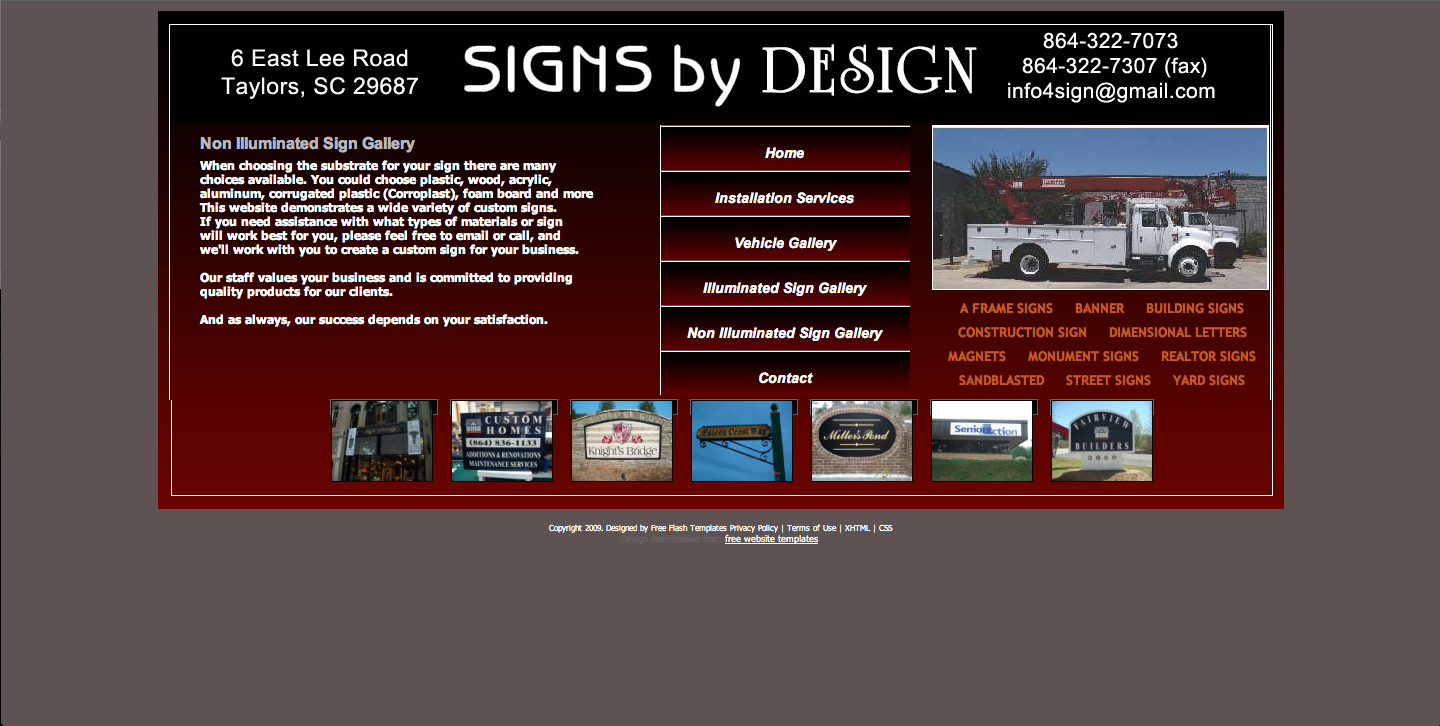 6 East Lee Road
Taylors, SC 29687
SIGNS by DESIGN
864-322-7073
864-322-7307 (fax)
info4sign@gmail.com
Non Illuminated Sign Gallery
When choosing the substrate for your sign there are many
choices available. You could choose plastic, wood, acrylic,
aluminum, corrugated plastic (Corroplast), foam board and more
This website demonstrates a wide variety of custom signs.
If you need assistance with what types of materials or sign
will work best for you, please feel free to email or call, and
we'll work with you to create a custom sign for your business.
Our staff values your business and is committed to providing
quality products for our clients.
And as always, our success depends on your satisfaction.
Home
Installation Services
Vehicle Gallery
Illuminated Sign Gallery
Non Illuminated Sign Gallery
Contact
A FRAME SIGNS BANNER BUILDING SIGNS
CONSTRUCTION SIGN DIMENSIONAL LETTERS
MAGNETS MONUMENT SIGNS REALTOR SIGNS
SANDBLASTED STREET SIGNS YARD SIGNS
CUSTOM
HOMES
(864) 836-1133
ADDITIONS & RENOVATIONS
MAINTENANCE SERVICES
Knight's Bridge
Falcon Crest Way
Miller's Pond
Senior Action
FAIRVIEW
BUILDERS
3689
Copyright 2009. Designed by Free Flash Templates Privacy Policy | Terms of Use | XHTML | CSS
Design downloaded from free website templates